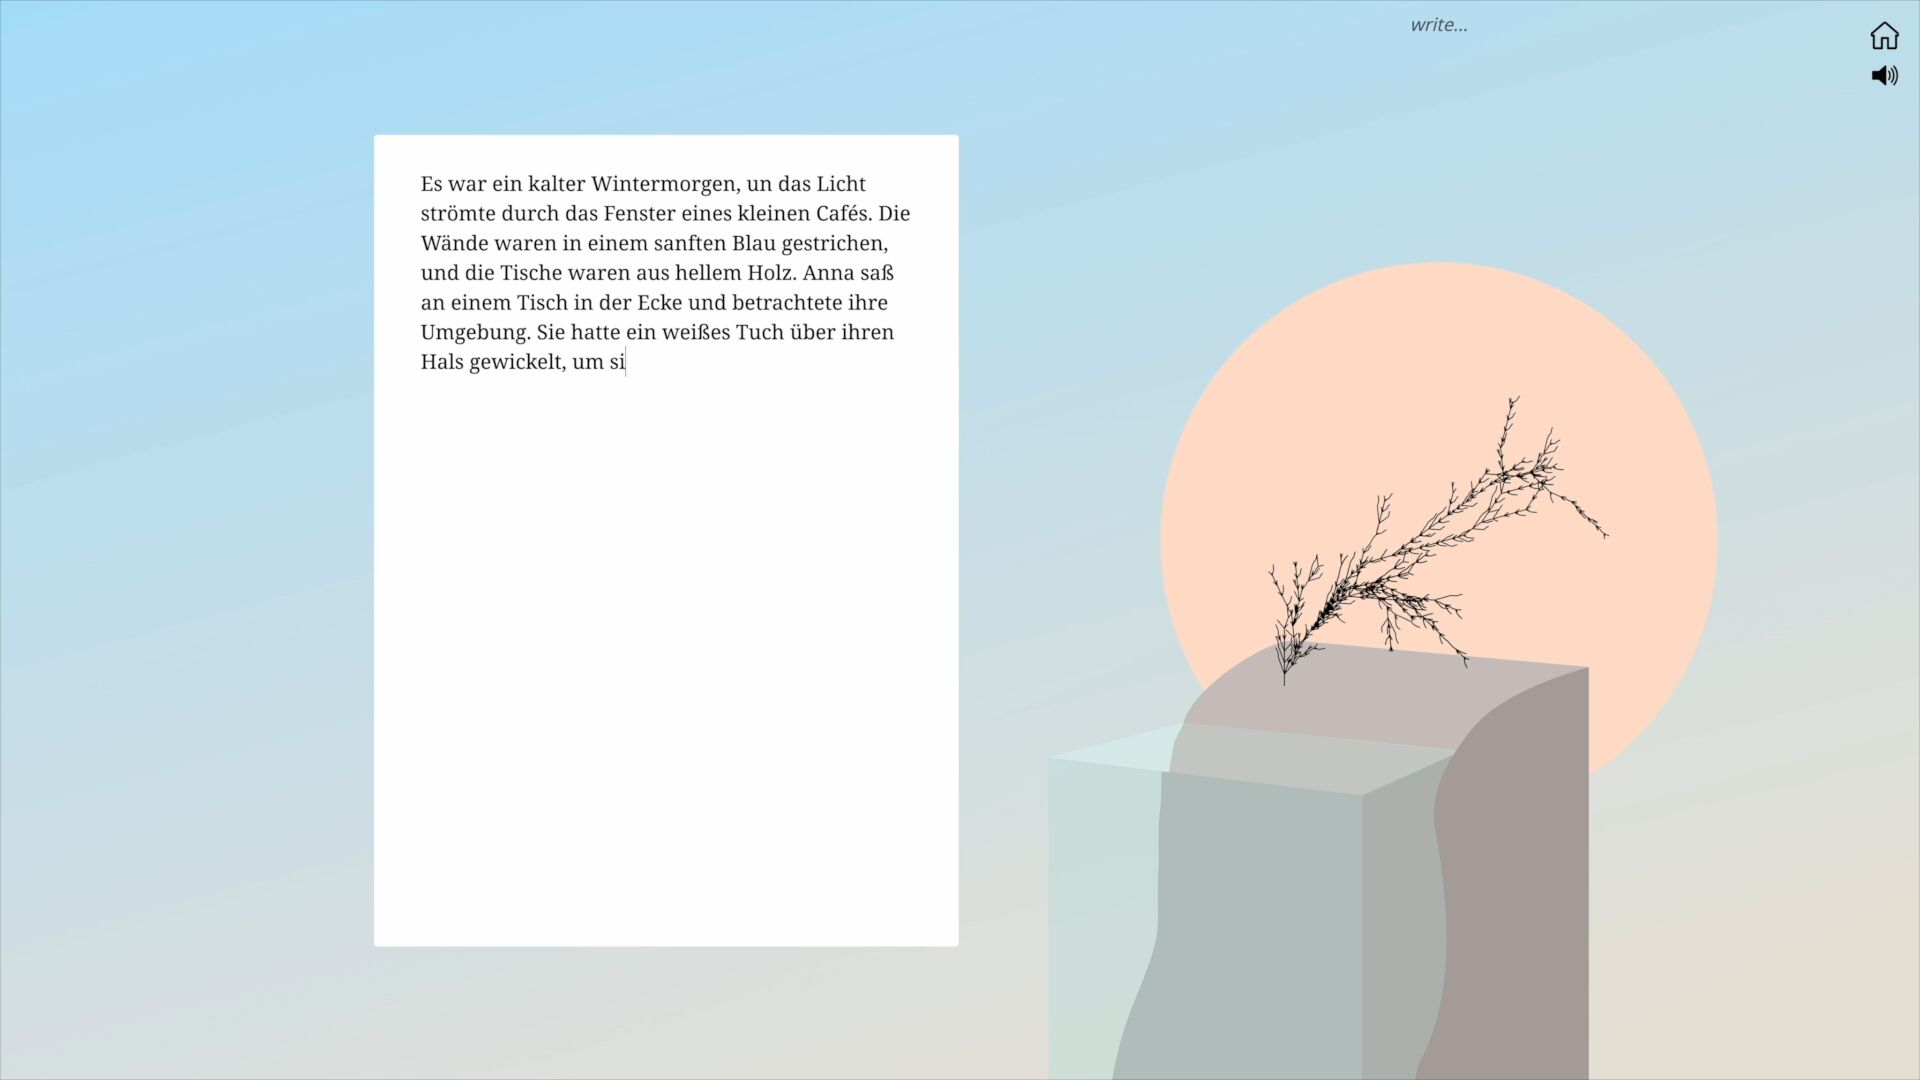 write...
Es war ein kalter Wintermorgen, un das Licht
strömte durch das Fenster eines kleinen Cafés. Die
Wände waren in einem sanften Blau gestrichen,
und die Tische waren aus hellem Holz. Anna saß
an einem Tisch in der Ecke und betrachtete ihre
Umgebung. Sie hatte ein weißes Tuch über ihren
Hals gewickelt, um si